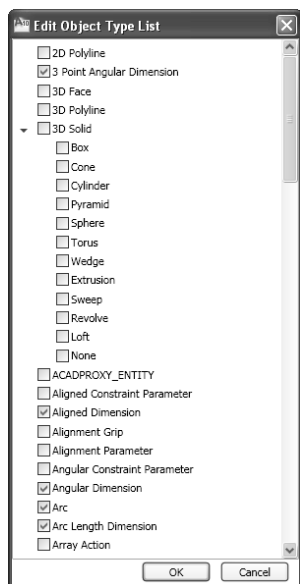 Edit Object Type List
2D Polyline
3 Point Angular Dimension
3D Face
3D Polyline
3D Solid
Box
Cone
Cylinder
Pyramid
Sphere
Torus
Wedge
Extrusion
Sweep
Revolve
Loft
None
ACADPROXY_ENTITY
Aligned Constraint Parameter
Aligned Dimension
Alignment Grip
Alignment Parameter
Angular Constraint Parameter
Angular Dimension
Arc
Arc Length Dimension
Array Action
OK Cancel